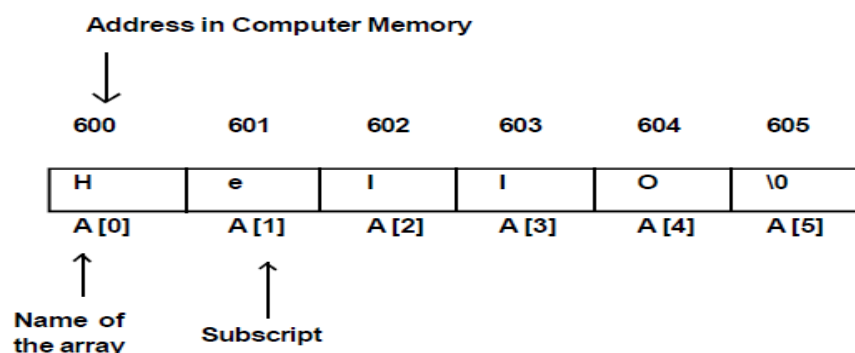 Address in Computer Memory
600 601 602 603 604 605
H e l l O \0
A [0] A [1] A [2] A [3] A [4] A [5]
Name of
the array
Subscript